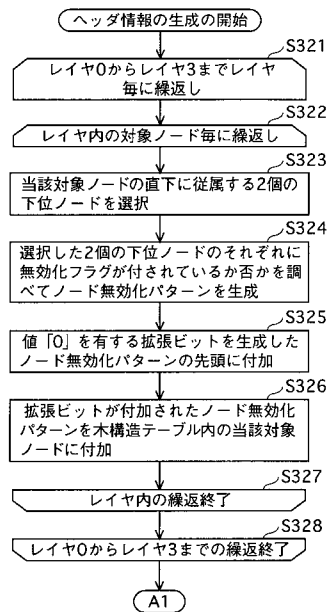 ヘッダ情報の生成の開始
S321
レイヤ0からレイヤ3までレイヤ
毎に繰返し
S322
レイヤ内の対象ノード毎に繰返し
S323
当該対象ノードの直下に従属する2個の
下位ノードを選択
S324
選択した2個の下位ノードのそれぞれに
無効化フラグが付されているか否かを調
べてノード無効化パターンを生成
S325
値「0」を有する拡張ビットを生成した
ノード無効化パターンの先頭に付加
S326
拡張ビットが付加されたノード無効化
パターンを木構造テーブル内の当該対象
ノードに付加
S327
レイヤ内の繰返終了
S328
レイヤ0からレイヤ3までの繰返終了
A1